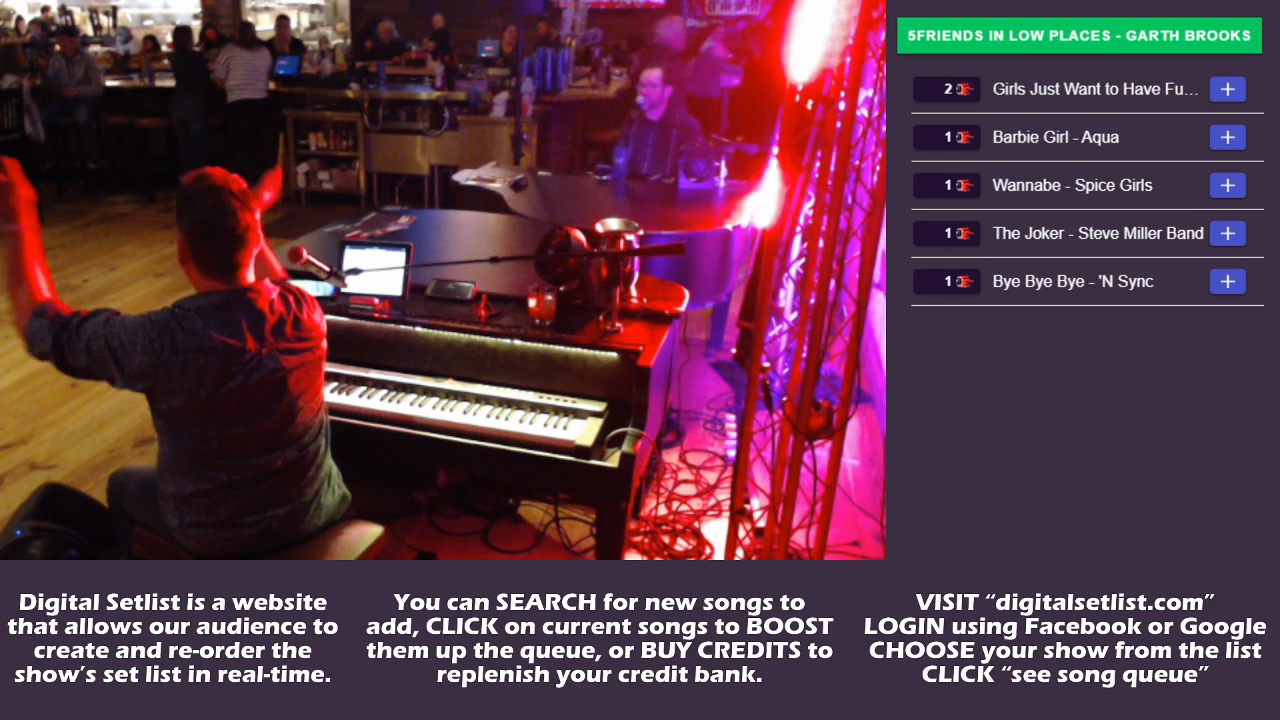 5FRIENDS IN LOW PLACES - GARTH BROOKS
2 Girls Just Want to Have Fu... +
1 Barbie Girl - Aqua +
1 Wannabe - Spice Girls +
1 The Joker - Steve Miller Band +
1 Bye Bye Bye - 'N Sync +
Digital Setlist is a website
that allows our audience to
create and re-order the
show's set list in real-time.
You can SEARCH for new songs to
add, CLICK on current songs to BOOST
them up the queue, or BUY CREDITS to
replenish your credit bank.
VISIT “digitalsetlist.com”
LOGIN using Facebook or Google
CHOOSE your show from the list
CLICK “see song queue”